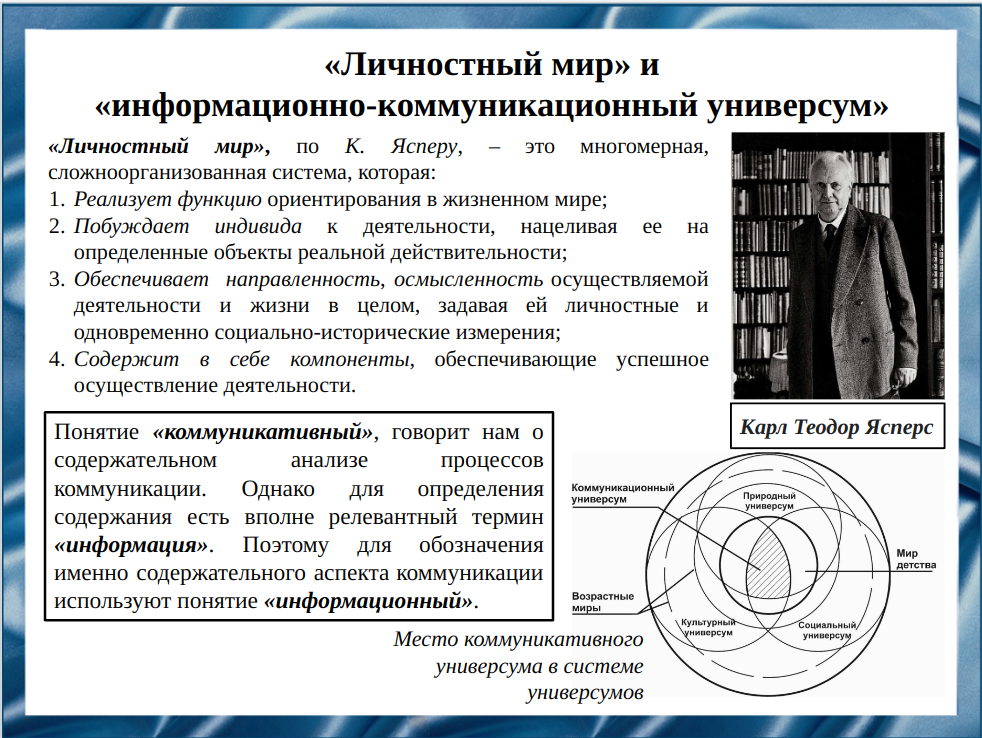 «Личностный мир» и
«информационно-коммуникационный универсум»
«Личностный мир», по К. Ясперу, – это многомерная,
сложноорганизованная система, которая:
1. Реализует функцию ориентирования в жизненном мире;
2. Побуждает индивида к деятельности, нацеливая ее на
определенные объекты реальной действительности;
3. Обеспечивает направленность, осмысленность осуществляемой
деятельности и жизни в целом, задавая ей личностные и
одновременно социально-исторические измерения;
4. Содержит в себе компоненты, обеспечивающие успешное
осуществление деятельности.
Карл Теодор Ясперс
Понятие «коммуникативный», говорит нам о
содержательном анализе процессов
коммуникации. Однако для определения
содержания есть вполне релевантный термин
«информация». Поэтому для обозначения
именно содержательного аспекта коммуникации
используют понятие «информационный».
Коммуникационный
универсум
Природный
универсум
Мир
детства
Возрастные
миры
Культурный
универсум
Социальный
универсум
Место коммуникативного
универсума в системе
универсумов